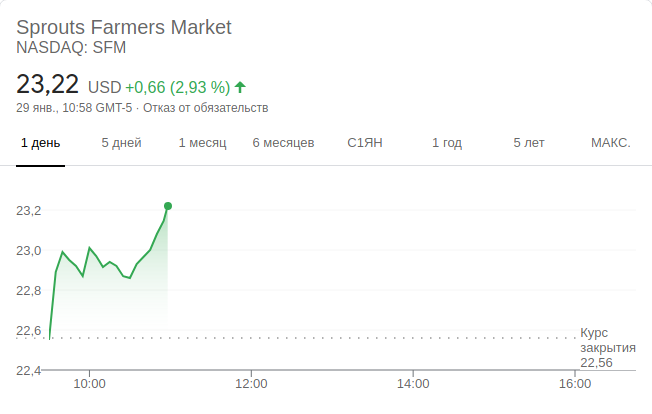 Sprouts Farmers Market
NASDAQ: SFM
23,22 USD +0,66 (2,93 %)
29 янв., 10:58 GMT-5 · Отказ от обязательств
1 день 5 дней 1 месяц 6 месяцев С1ЯН 1 год 5 лет МАКС.
23,2
23,0
22,8
22,6
Курс
закрытия
22,56
22,4
10:00 12:00 14:00 16:00